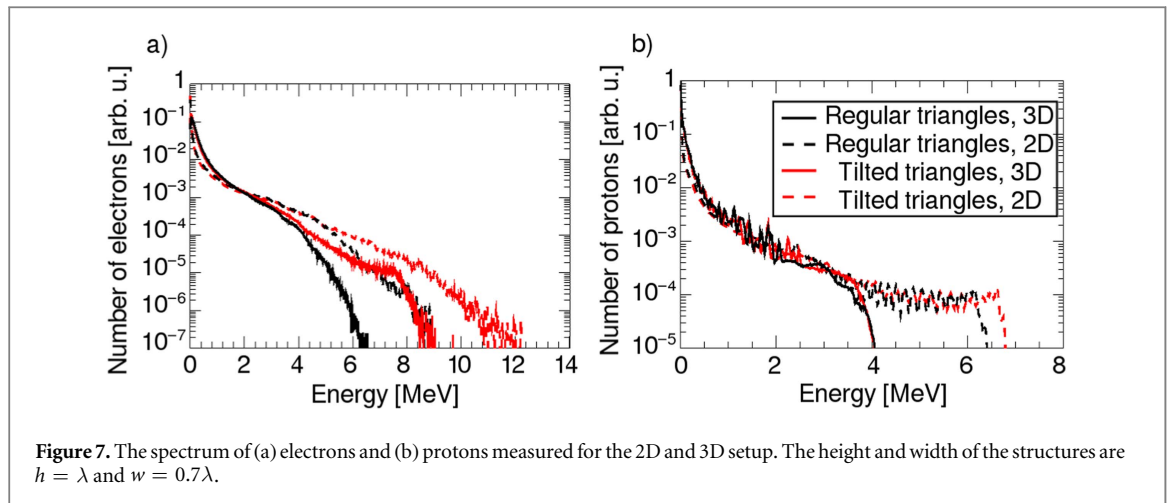 a)
Number of electrons [arb. u.]
1
10⁻¹
10⁻²
10⁻³
10⁻⁴
10⁻⁵
10⁻⁶
10⁻⁷
0 2 4 6 8 10 12 14
Energy [MeV]
b)
Number of protons [arb. u.]
1
10⁻¹
10⁻²
10⁻³
10⁻⁴
10⁻⁵
Regular triangles, 3D
Regular triangles, 2D
Tilted triangles, 3D
Tilted triangles, 2D
0 2 4 6 8
Energy [MeV]
Figure 7. The spectrum of (a) electrons and (b) protons measured for the 2D and 3D setup. The height and width of the structures are
h = λ and w = 0.7λ.